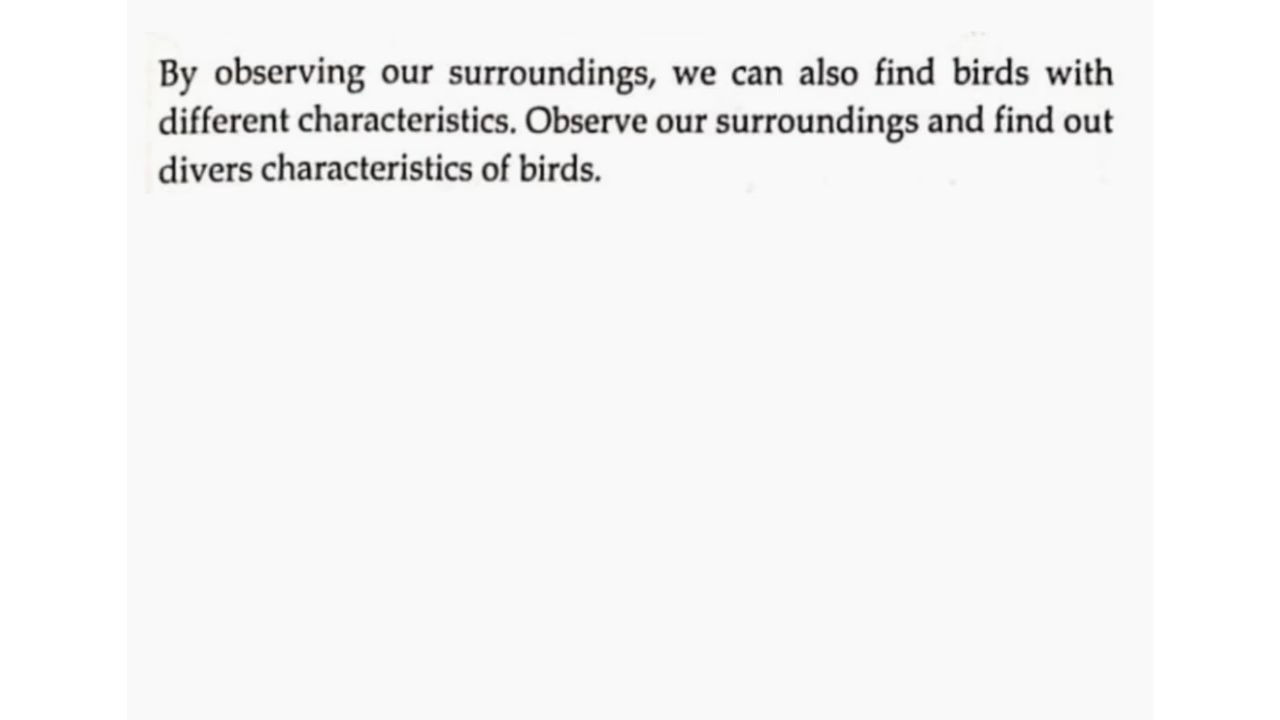 By observing our surroundings, we can also find birds with
different characteristics. Observe our surroundings and find out
divers characteristics of birds.